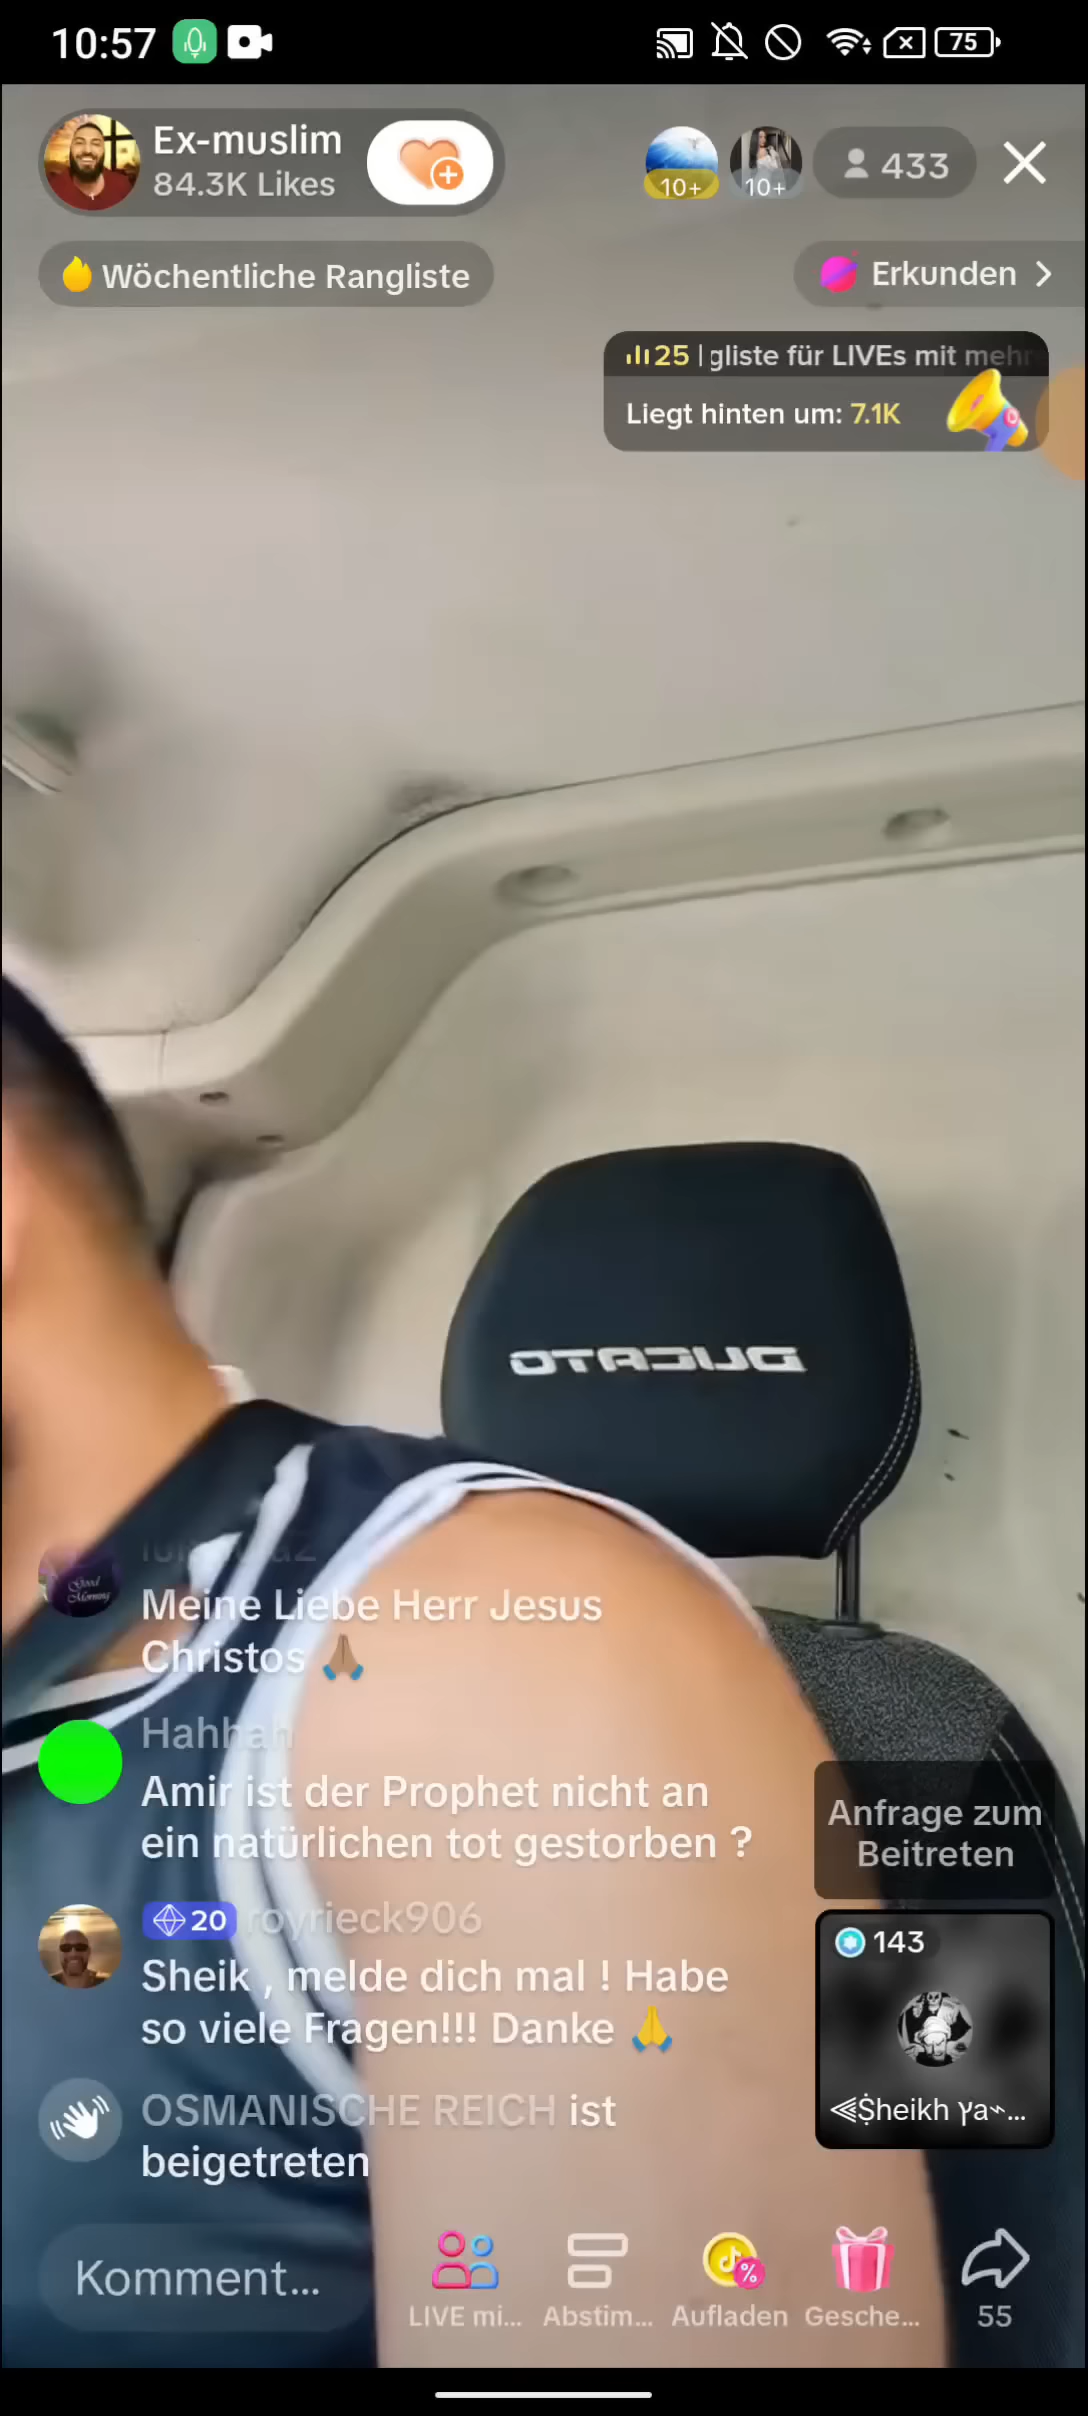 10:57
75
Ex-muslim
84.3K Likes
10+
10+
433
Wöchentliche Rangliste
Erkunden
25 | gliste für LIVEs mit mehr
Liegt hinten um: 7.1K
DUCATO
Good
Morning
Meine Liebe Herr Jesus
Christos 🙏🏽
Hahhah
Amir ist der Prophet nicht an
ein natürlichen tot gestorben ?
20 royrieck906
Sheik , melde dich mal ! Habe
so viele Fragen!!! Danke 🙏
OSMANISCHE REICH ist
beigetreten
Anfrage zum
Beitreten
143
Komment...
LIVE mi...
Abstim...
Aufladen
Gesche...
55